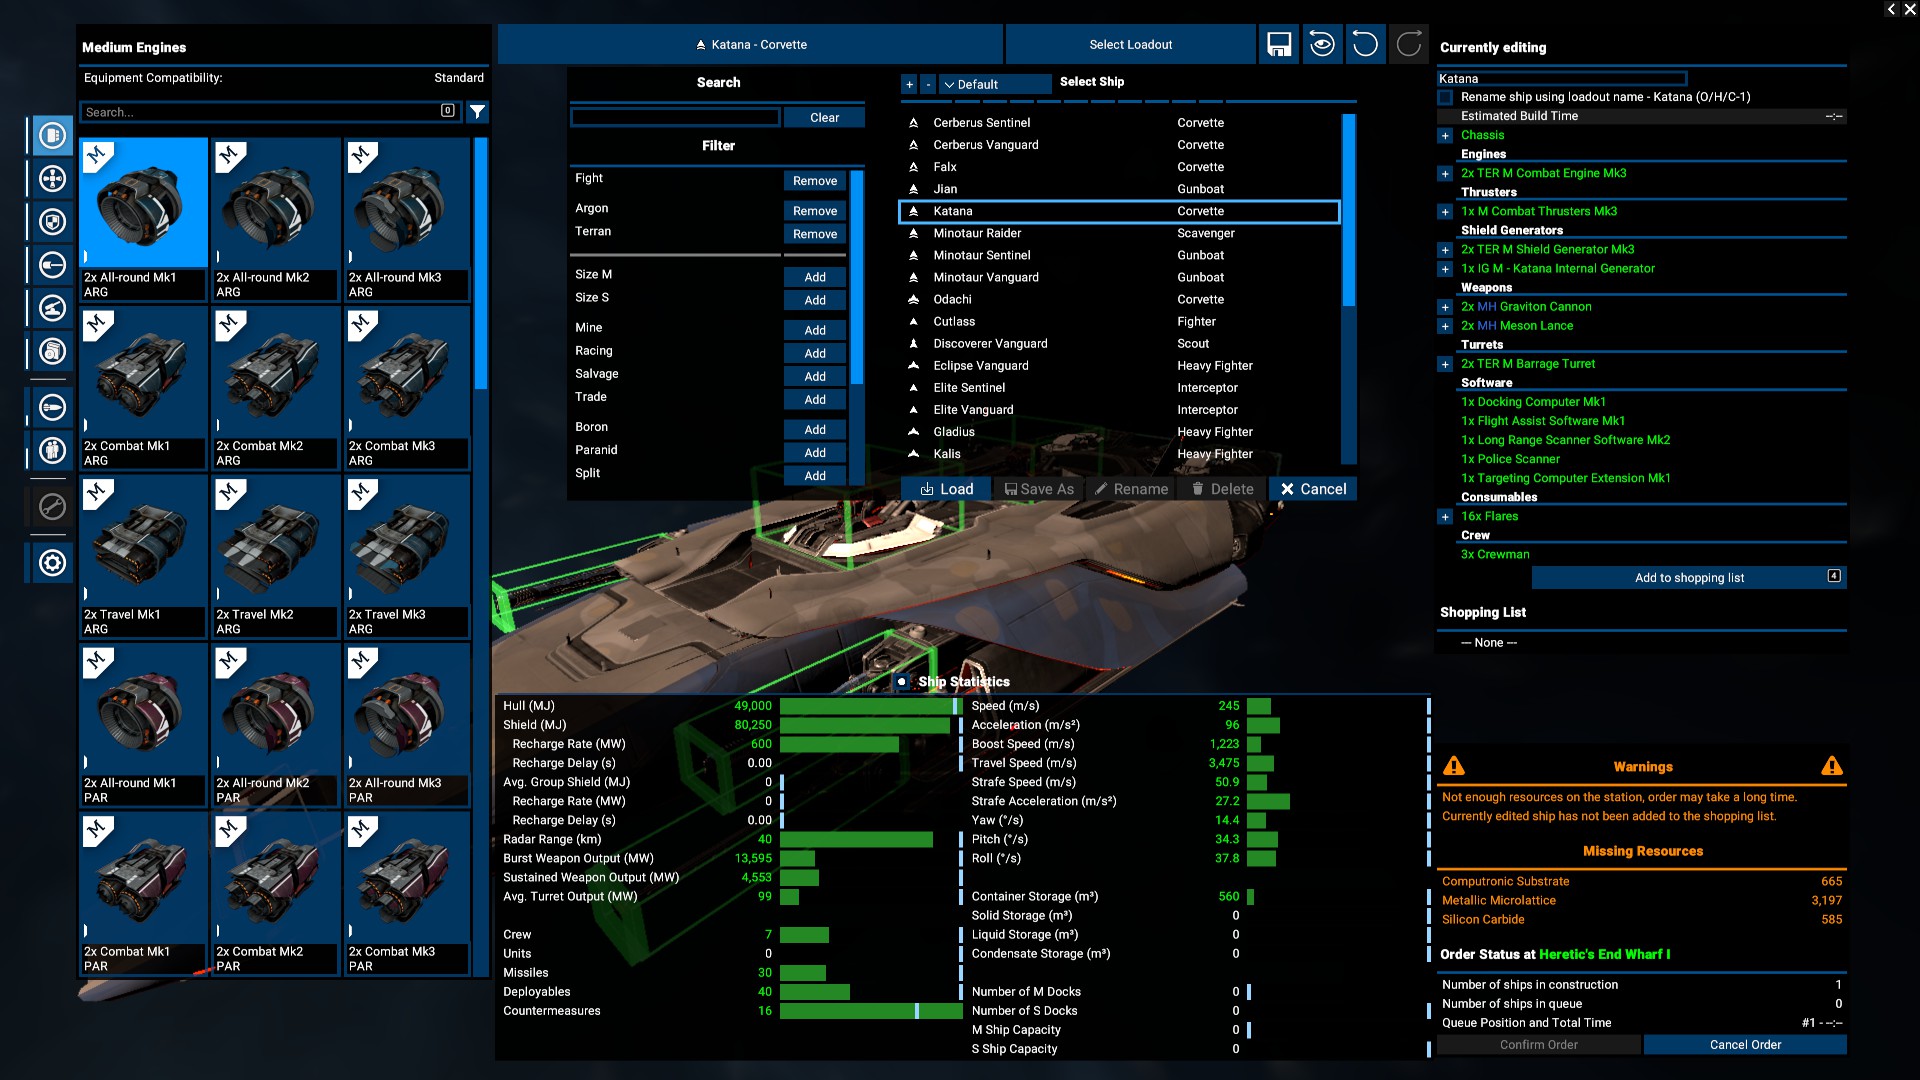 Medium Engines
Equipment Compatibility: Standard
Search... 0
M 2x All-round Mk1 ARG
M 2x All-round Mk2 ARG
M 2x All-round Mk3 ARG
M 2x Combat Mk1 ARG
M 2x Combat Mk2 ARG
M 2x Combat Mk3 ARG
M 2x Travel Mk1 ARG
M 2x Travel Mk2 ARG
M 2x Travel Mk3 ARG
M 2x All-round Mk1 PAR
M 2x All-round Mk2 PAR
M 2x All-round Mk3 PAR
M 2x Combat Mk1 PAR
M 2x Combat Mk2 PAR
M 2x Combat Mk3 PAR
Katana - Corvette
Select Loadout
Search
Clear
Filter
Fight Remove
Argon Remove
Terran Remove
Size M Add
Size S Add
Mine Add
Racing Add
Salvage Add
Trade Add
Boron Add
Paranid Add
Split Add
+ - Default Select Ship
Cerberus Sentinel Corvette
Cerberus Vanguard Corvette
Falx Corvette
Jian Gunboat
Katana Corvette
Minotaur Raider Scavenger
Minotaur Sentinel Gunboat
Minotaur Vanguard Gunboat
Odachi Corvette
Cutlass Fighter
Discoverer Vanguard Scout
Eclipse Vanguard Heavy Fighter
Elite Sentinel Interceptor
Elite Vanguard Interceptor
Gladius Heavy Fighter
Kalis Heavy Fighter
Load Save As Rename Delete Cancel
Ship Statistics
Hull (MJ) 49,000
Shield (MJ) 80,250
Recharge Rate (MW) 600
Recharge Delay (s) 0.00
Avg. Group Shield (MJ) 0
Recharge Rate (MW) 0
Recharge Delay (s) 0.00
Radar Range (km) 40
Burst Weapon Output (MW) 13,595
Sustained Weapon Output (MW) 4,553
Avg. Turret Output (MW) 99
Crew 7
Units 0
Missiles 30
Deployables 40
Countermeasures 16
Speed (m/s) 245
Acceleration (m/s²) 96
Boost Speed (m/s) 1,223
Travel Speed (m/s) 3,475
Strafe Speed (m/s) 50.9
Strafe Acceleration (m/s²) 27.2
Yaw (°/s) 14.4
Pitch (°/s) 34.3
Roll (°/s) 37.8
Container Storage (m³) 560
Solid Storage (m³) 0
Liquid Storage (m³) 0
Condensate Storage (m³) 0
Number of M Docks 0
Number of S Docks 0
M Ship Capacity 0
S Ship Capacity 0
Currently editing
Katana
Rename ship using loadout name - Katana (O/H/C-1)
Estimated Build Time --:--
+ Chassis
Engines
+ 2x TER M Combat Engine Mk3
Thrusters
+ 1x M Combat Thrusters Mk3
Shield Generators
+ 2x TER M Shield Generator Mk3
+ 1x IG M - Katana Internal Generator
Weapons
+ 2x MH Graviton Cannon
+ 2x MH Meson Lance
Turrets
+ 2x TER M Barrage Turret
Software
1x Docking Computer Mk1
1x Flight Assist Software Mk1
1x Long Range Scanner Software Mk2
1x Police Scanner
1x Targeting Computer Extension Mk1
Consumables
+ 16x Flares
Crew
3x Crewman
Add to shopping list 4
Shopping List
--- None ---
Warnings
Not enough resources on the station, order may take a long time.
Currently edited ship has not been added to the shopping list.
Missing Resources
Computronic Substrate 665
Metallic Microlattice 3,197
Silicon Carbide 585
Order Status at Heretic's End Wharf I
Number of ships in construction 1
Number of ships in queue 0
Queue Position and Total Time #1 - --:--
Confirm Order Cancel Order